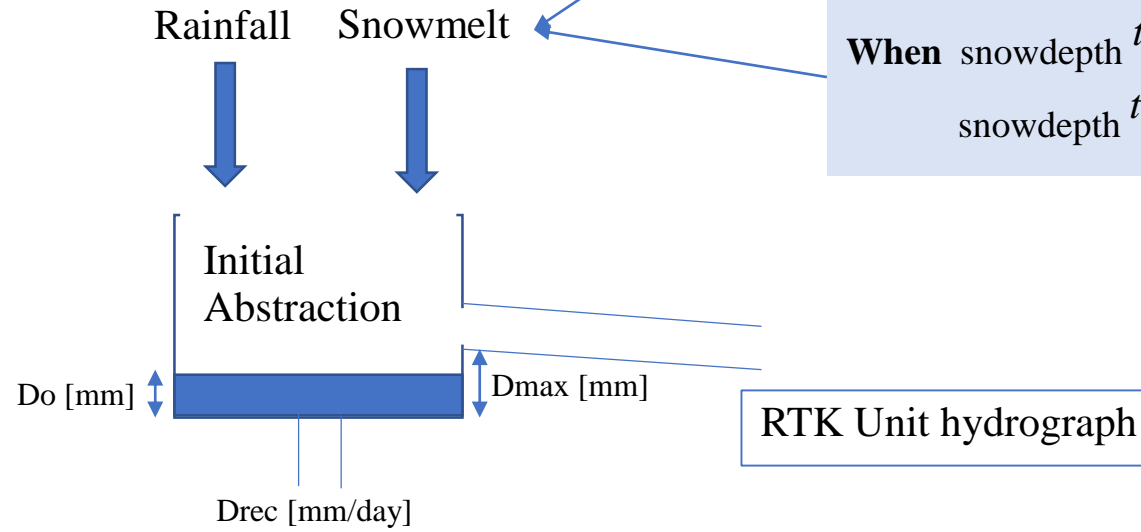 Rainfall Snowmelt
When snowdepth t
snowdepth t
Initial
Abstraction
Do [mm]
Dmax [mm]
RTK Unit hydrograph
Drec [mm/day]